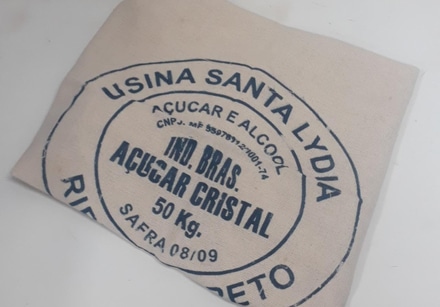 USINA SANTA LYDIA
AÇUCAR E ALCOOL
IND. BRAS.
AÇUCAR CRISTAL
50 Kg.
SAFRA 08/09